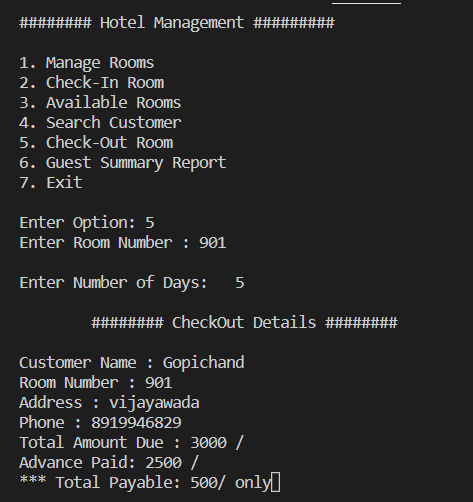 ######## Hotel Management #########
1. Manage Rooms
2. Check-In Room
3. Available Rooms
4. Search Customer
5. Check-Out Room
6. Guest Summary Report
7. Exit
Enter Option: 5
Enter Room Number : 901
Enter Number of Days:   5
######## CheckOut Details ########
Customer Name : Gopichand
Room Number : 901
Address : vijayawada
Phone : 8919946829
Total Amount Due : 3000 /
Advance Paid: 2500 /
*** Total Payable: 500/ only